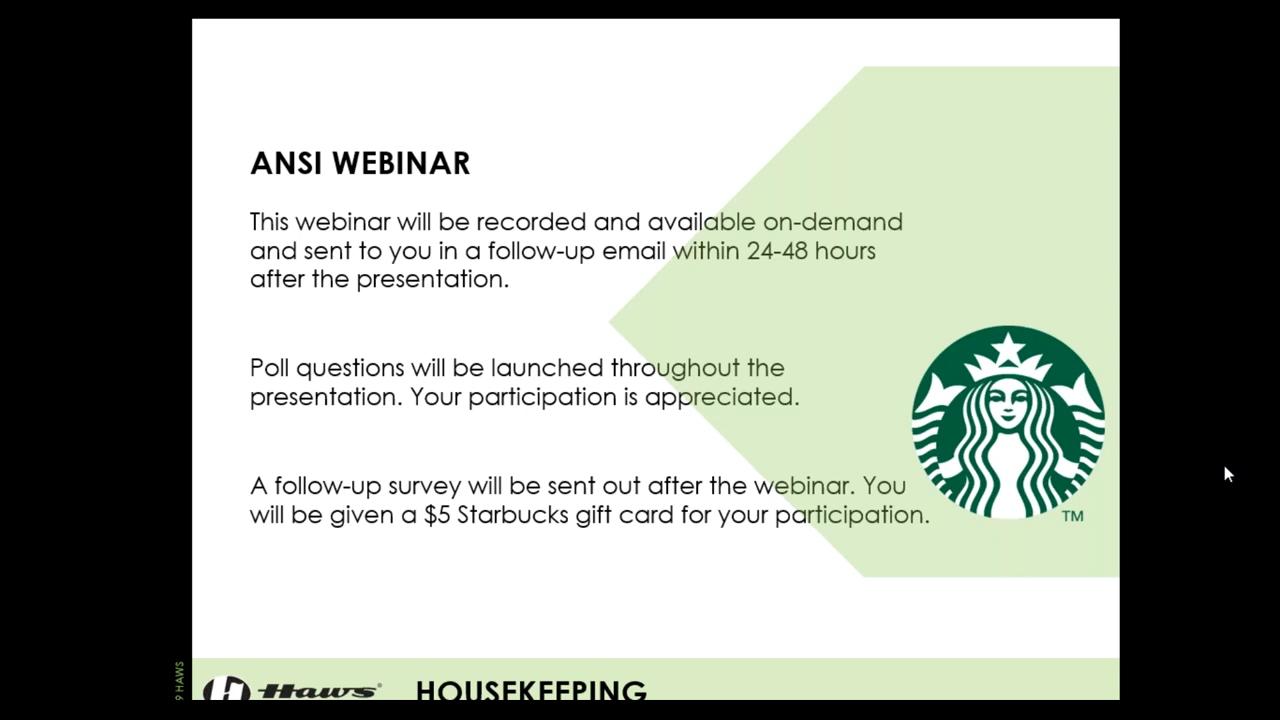 ANSI WEBINAR
This webinar will be recorded and available on-demand
and sent to you in a follow-up email within 24-48 hours
after the presentation.
Poll questions will be launched throughout the
presentation. Your participation is appreciated.
A follow-up survey will be sent out after the webinar. You
will be given a $5 Starbucks gift card for your participation.
TM
9 HAWS
Haws®
HOUSEKEEPING